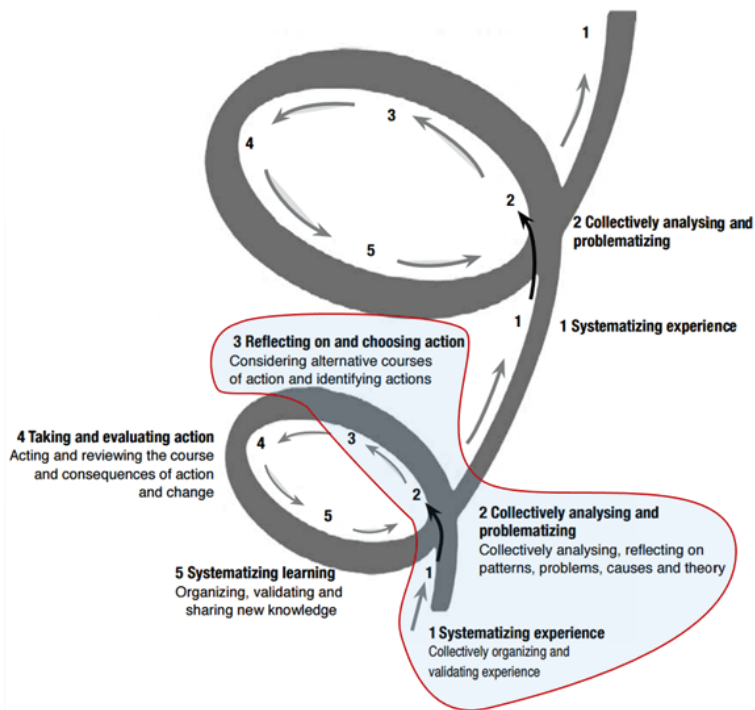 1
3
4
2
5
2 Collectively analysing and
problematizing
1
1 Systematizing experience
3 Reflecting on and choosing action
Considering alternative courses
of action and identifying actions
4 Taking and evaluating action
Acting and reviewing the course
and consequences of action
and change
4
3
2
5
2 Collectively analysing and
problematizing
Collectively analysing, reflecting on
patterns, problems, causes and theory
5 Systematizing learning
Organizing, validating and
sharing new knowledge
1
1 Systematizing experience
Collectively organizing and
validating experience